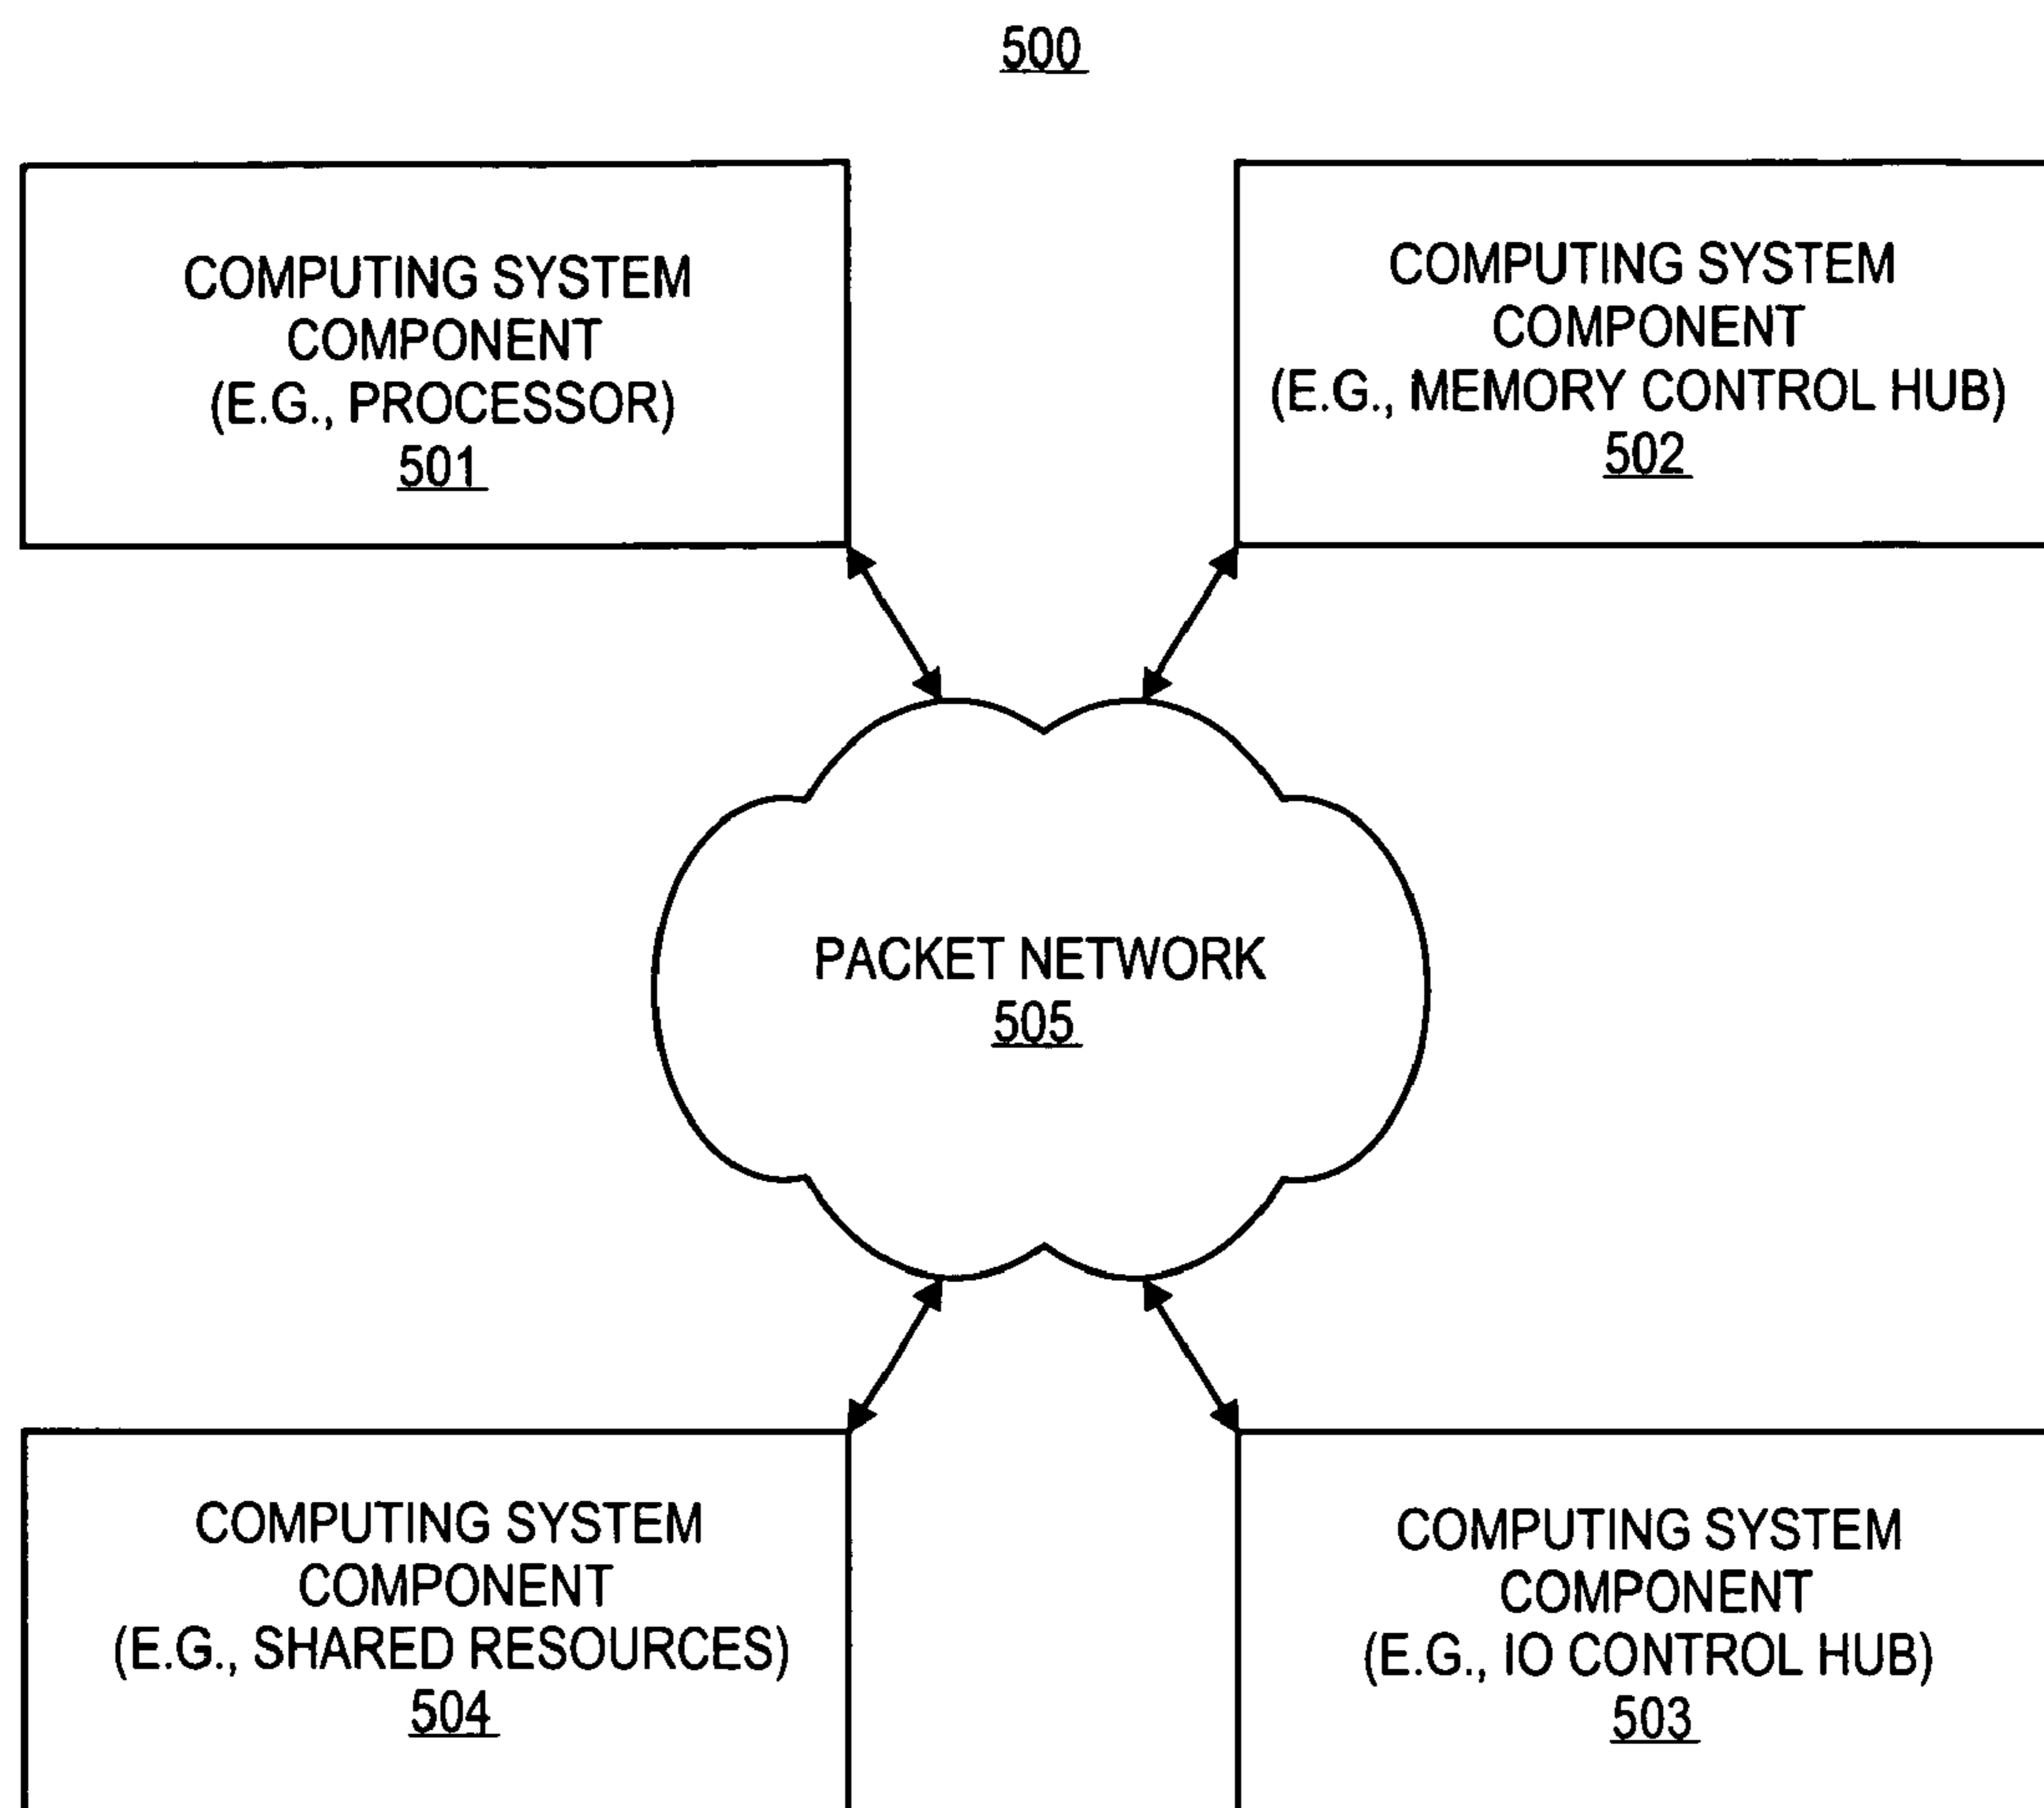 500
COMPUTING SYSTEM
COMPONENT
(E.G., PROCESSOR)
501
COMPUTING SYSTEM
COMPONENT
(E.G., MEMORY CONTROL HUB)
502
PACKET NETWORK
505
COMPUTING SYSTEM
COMPONENT
(E.G., SHARED RESOURCES)
504
COMPUTING SYSTEM
COMPONENT
(E.G., IO CONTROL HUB)
503